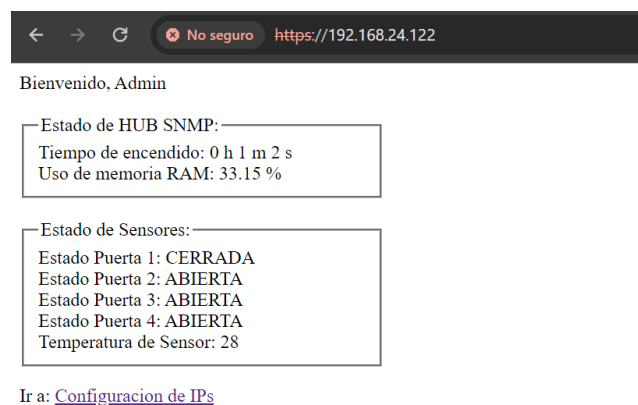 No seguro https://192.168.24.122
Bienvenido, Admin
Estado de HUB SNMP:
Tiempo de encendido: 0 h 1 m 2 s
Uso de memoria RAM: 33.15 %
Estado de Sensores:
Estado Puerta 1: CERRADA
Estado Puerta 2: ABIERTA
Estado Puerta 3: ABIERTA
Estado Puerta 4: ABIERTA
Temperatura de Sensor: 28
Ir a: Configuracion de IPs